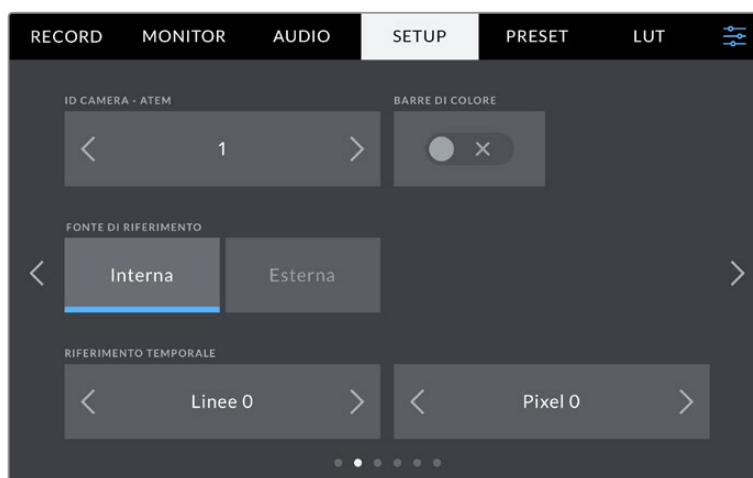 RECORD MONITOR AUDIO SETUP PRESET LUT
ID CAMERA - ATEM BARRE DI COLORE
1
FONTE DI RIFERIMENTO
Interna Esterna
RIFERIMENTO TEMPORALE
Linee 0 Pixel 0